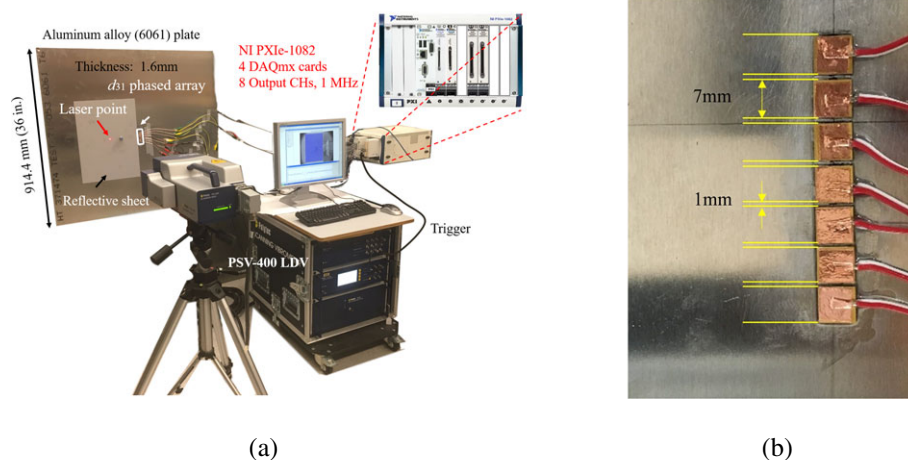 Aluminum alloy (6061) plate
Thickness: 1.6mm
d31 phased array
Laser point
914.4 mm (36 in.)
Reflective sheet
NI PXIe-1082
4 DAQmx cards
8 Output CHs, 1 MHz
PXI
Trigger
PSV-400 LDV
7mm
1mm
(a)
(b)